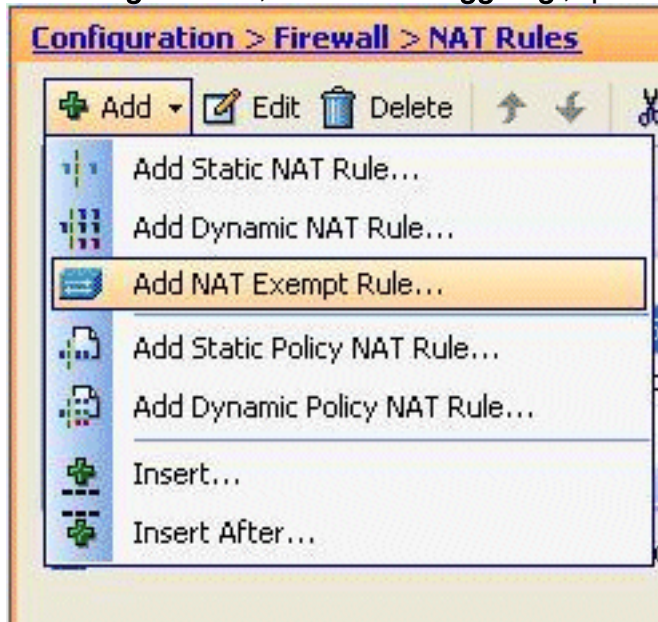 Configuration > Firewall > NAT Rules
Add Edit Delete
Add Static NAT Rule...
Add Dynamic NAT Rule...
Add NAT Exempt Rule...
Add Static Policy NAT Rule...
Add Dynamic Policy NAT Rule...
Insert...
Insert After...